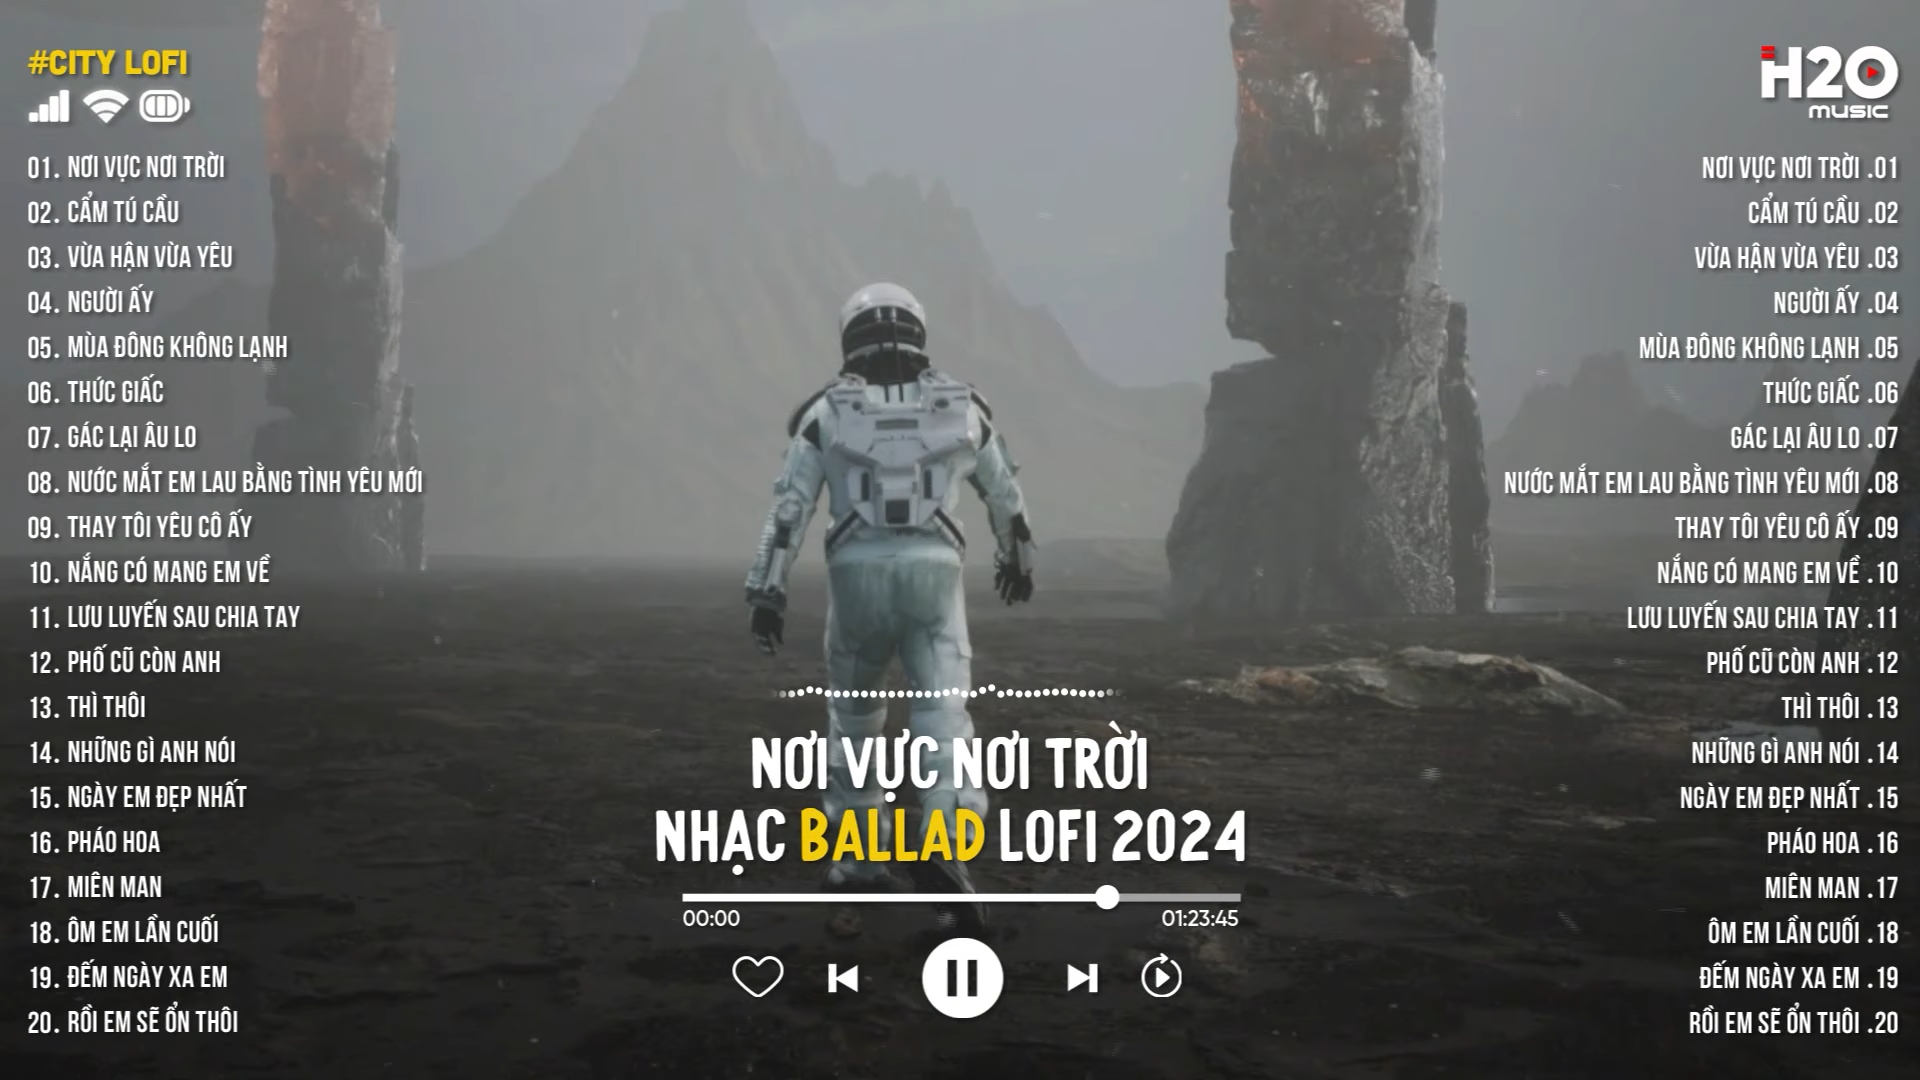 #CITY LOFI
01. NƠI VỰC NƠI TRỜI
02. CẨM TÚ CẦU
03. VỪA HẬN VỪA YÊU
04. NGƯỜI ẤY
05. MÙA ĐÔNG KHÔNG LẠNH
06. THỨC GIẤC
07. GÁC LẠI ÂU LO
08. NƯỚC MẮT EM LAU BẰNG TÌNH YÊU MỚI
09. THAY TÔI YÊU CÔ ẤY
10. NẮNG CÓ MANG EM VỀ
11. LƯU LUYẾN SAU CHIA TAY
12. PHỐ CŨ CÒN ANH
13. THÌ THÔI
14. NHỮNG GÌ ANH NÓI
15. NGÀY EM ĐẸP NHẤT
16. PHÁO HOA
17. MIÊN MAN
18. ÔM EM LẦN CUỐI
19. ĐẾM NGÀY XA EM
20. RỒI EM SẼ ỔN THÔI
NƠI VỰC NƠI TRỜI
NHẠC BALLAD LOFI 2024
00:00 01:23:45
H2O
MUSIC
NƠI VỰC NƠI TRỜI .01
CẨM TÚ CẦU .02
VỪA HẬN VỪA YÊU .03
NGƯỜI ẤY .04
MÙA ĐÔNG KHÔNG LẠNH .05
THỨC GIẤC .06
GÁC LẠI ÂU LO .07
NƯỚC MẮT EM LAU BẰNG TÌNH YÊU MỚI .08
THAY TÔI YÊU CÔ ẤY .09
NẮNG CÓ MANG EM VỀ .10
LƯU LUYẾN SAU CHIA TAY .11
PHỐ CŨ CÒN ANH .12
THÌ THÔI .13
NHỮNG GÌ ANH NÓI .14
NGÀY EM ĐẸP NHẤT .15
PHÁO HOA .16
MIÊN MAN .17
ÔM EM LẦN CUỐI .18
ĐẾM NGÀY XA EM .19
RỒI EM SẼ ỔN THÔI .20